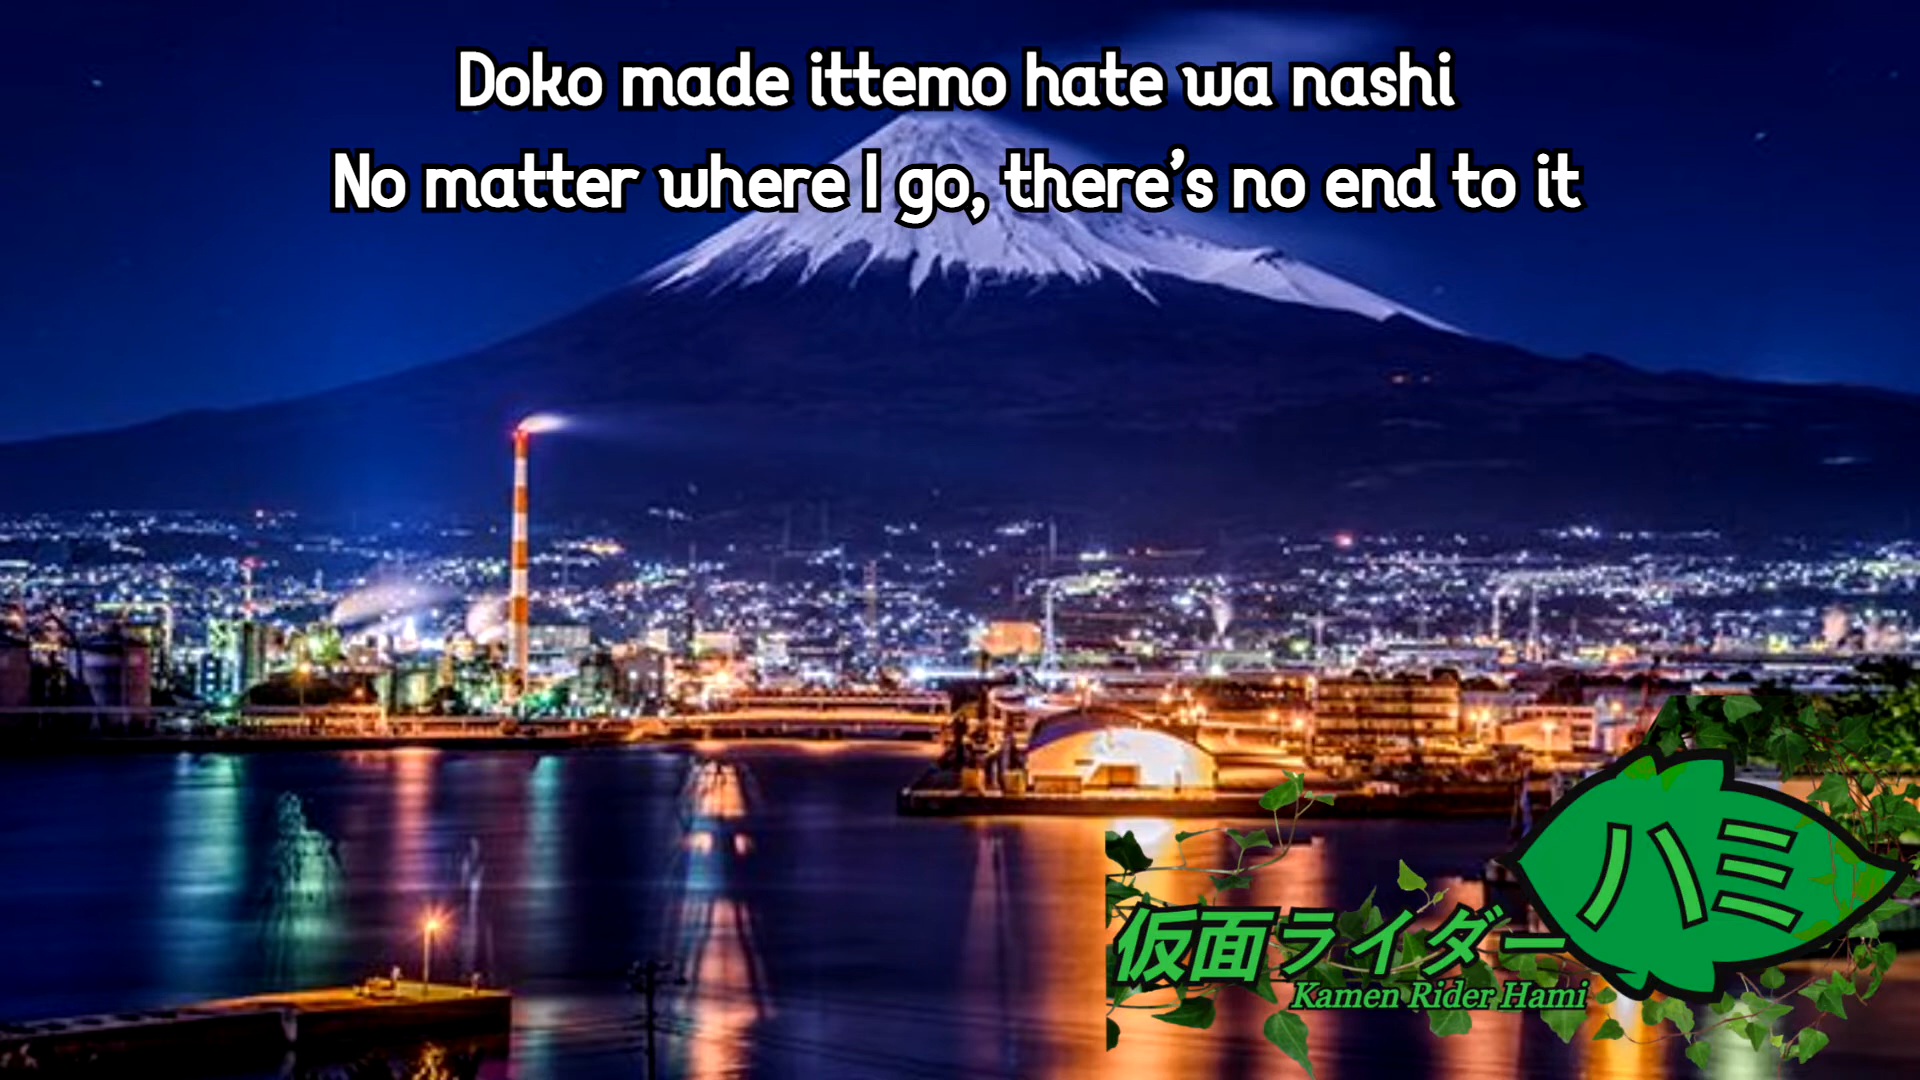 Doko made ittemo hate wa nashi
No matter where I go, there's no end to it
ハミ
仮面ライダー
Kamen Rider Hami